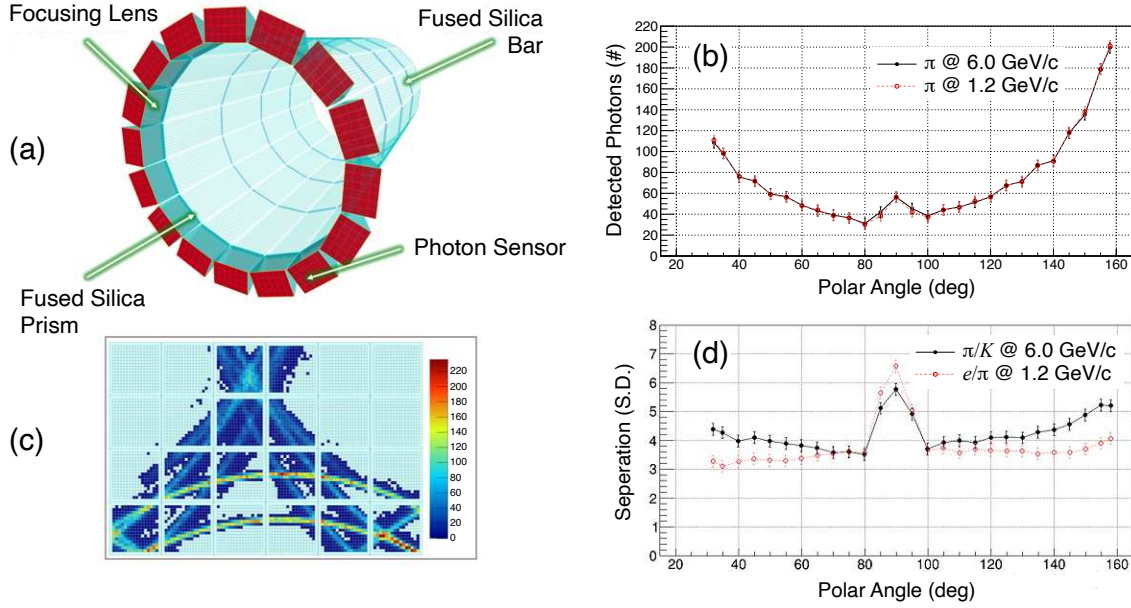 Focusing Lens
Fused Silica
Bar
(a)
Photon Sensor
Fused Silica
Prism
(b)
π @ 6.0 GeV/c
π @ 1.2 GeV/c
Detected Photons (#)
220
200
180
160
140
120
100
80
60
40
20
0
20 40 60 80 100 120 140 160
Polar Angle (deg)
(c)
220
200
180
160
140
120
100
80
60
40
20
0
(d)
π/K @ 6.0 GeV/c
e/π @ 1.2 GeV/c
Seperation (S.D.)
8
7
6
5
4
3
2
1
0
20 40 60 80 100 120 140 160
Polar Angle (deg)